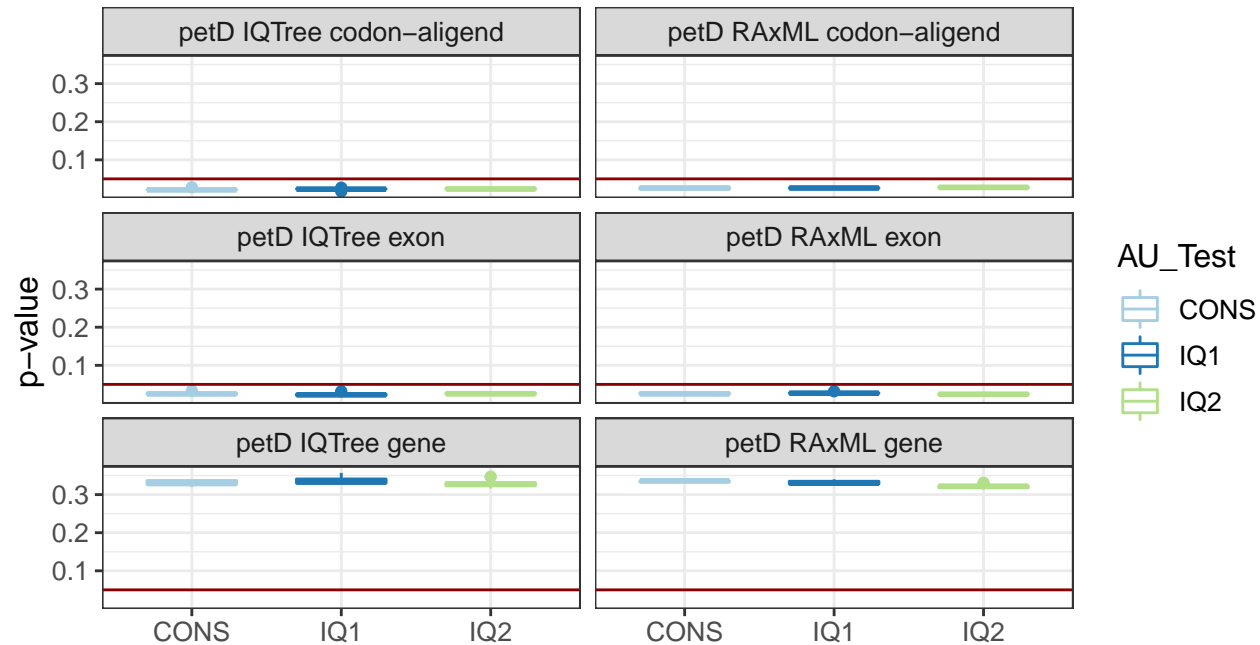 petD IQTree codon−aligend
petD RAxML codon−aligend
0.3
0.2
0.1
petD IQTree exon
petD RAxML exon
0.3
0.2
0.1
petD IQTree gene
petD RAxML gene
0.3
0.2
0.1
CONS
IQ1
IQ2
CONS
IQ1
IQ2
p−value
AU_Test
CONS
IQ1
IQ2